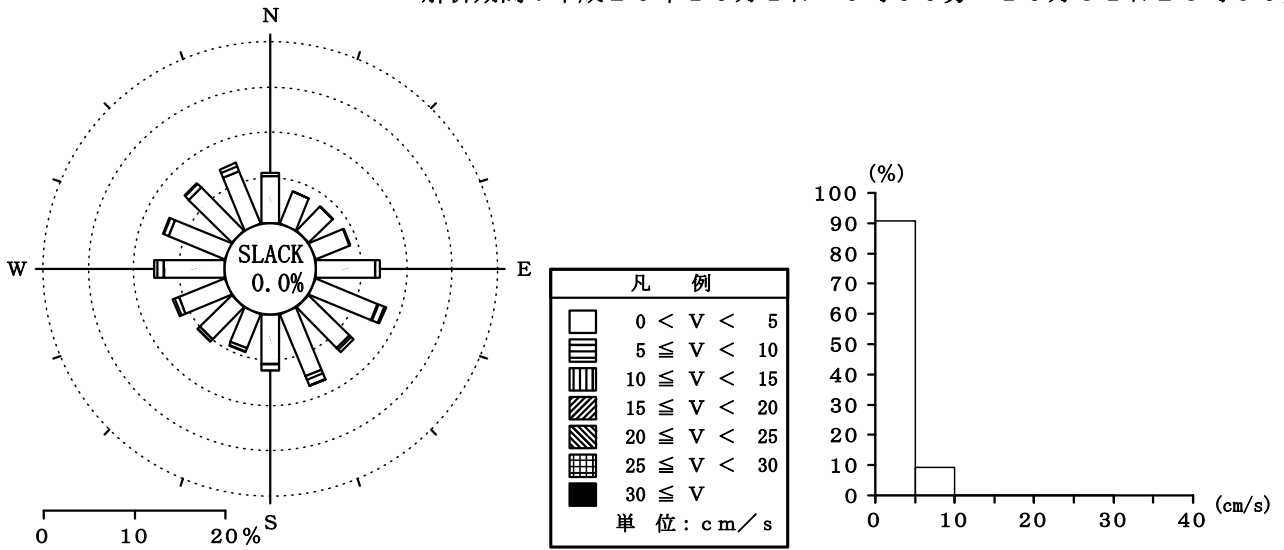 N
W
E
S
SLACK
0.0%
0 10 20%
凡 例
0 < V < 5
5 ≦ V < 10
10 ≦ V < 15
15 ≦ V < 20
20 ≦ V < 25
25 ≦ V < 30
30 ≦ V
単 位:cm/s
(%)
100
90
80
70
60
50
40
30
20
10
0
0 10 20 30 40
(cm/s)